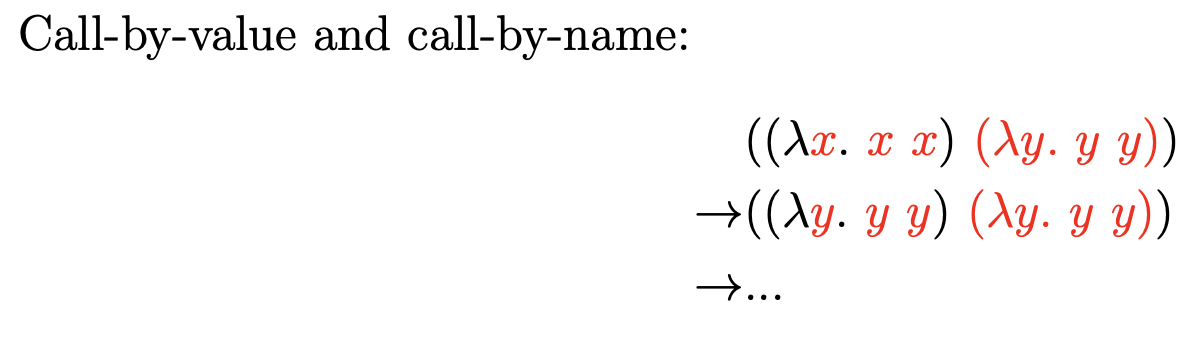 Call-by-value and call-by-name:
((λx. x x) (λy. y y))
→((λy. y y) (λy. y y))
→...